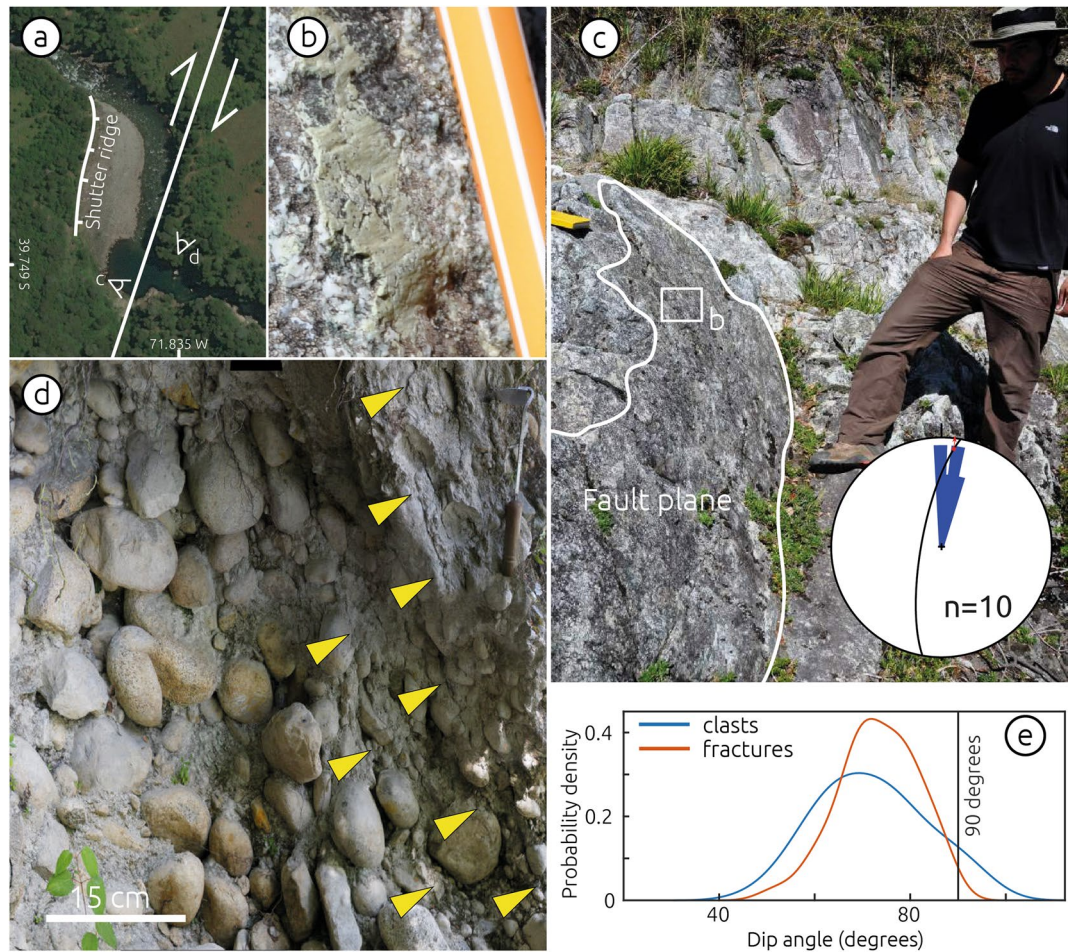 a
Shutter ridge
c
d
39.749 S
71.835 W
b
c
b
Fault plane
n=10
d
15 cm
clasts
fractures
e
90 degrees
Probability density
0.4
0.2
0
40
80
Dip angle (degrees)